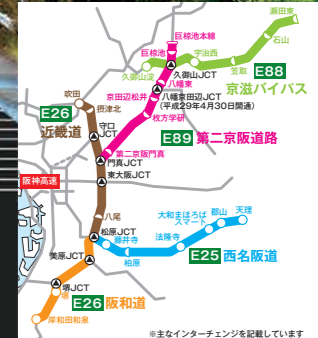 瀬田東
石山
巨椋池本線
巨椋池
宇治西
笠取
E88
京滋バイパス
久御山淀
久御山JCT
八幡東
京田辺松井
八幡京田辺JCT
(平成29年4月30日開通)
枚方学研
E89 第二京阪道路
吹田
摂津北
E26
近畿道
守口
JCT
第二京阪門真
門真JCT
東大阪JCT
阪神高速
八尾
松原JCT
藤井寺
柏原
法隆寺
大和まほろば
スマート
郡山
天理
E25 西名阪道
美原JCT
堺JCT
堺
E26 阪和道
岸和田和泉
※主なインターチェンジを記載しています